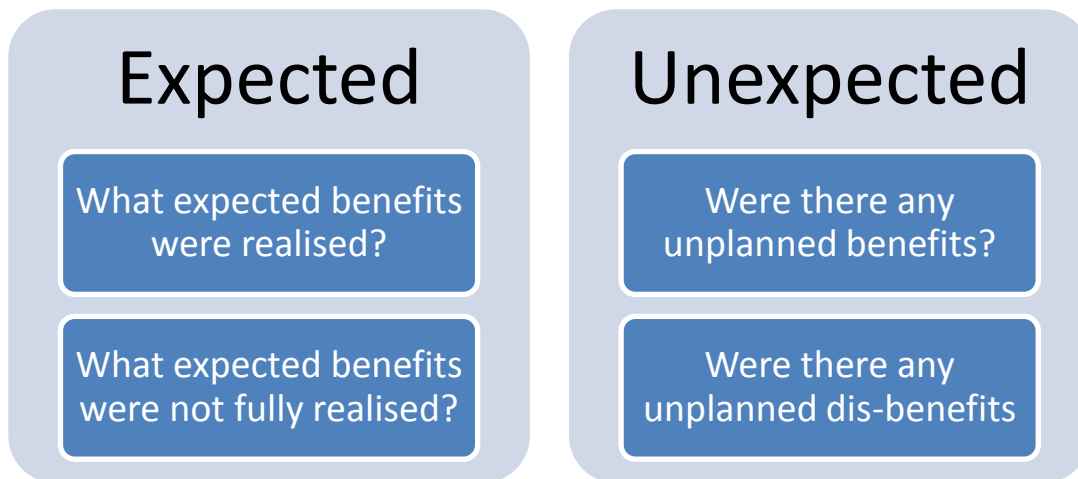 Expected
What expected benefits
were realised?
What expected benefits
were not fully realised?
Unexpected
Were there any
unplanned benefits?
Were there any
unplanned dis-benefits